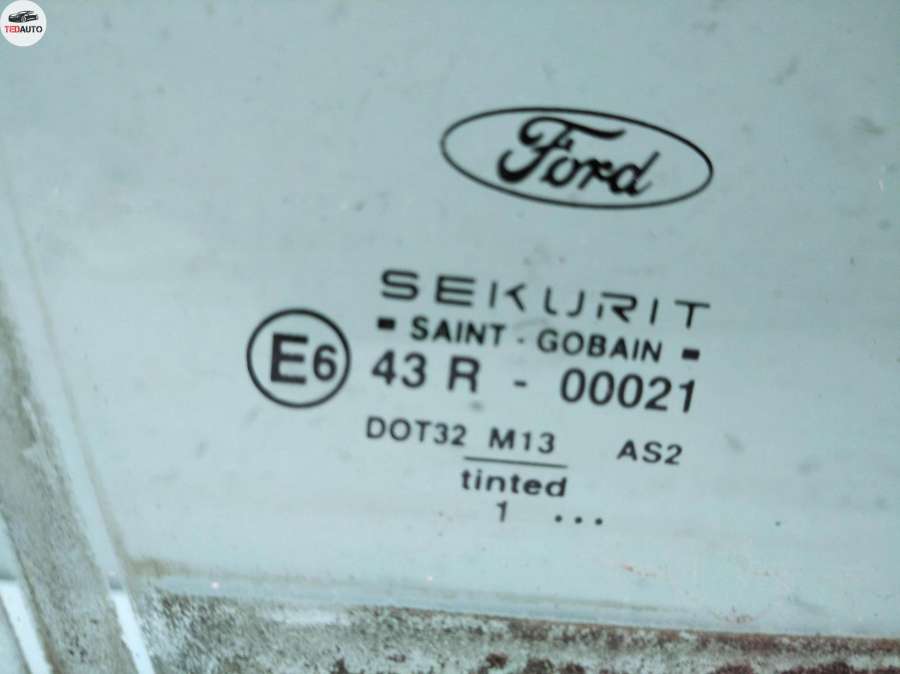 TEDAUTO
Ford
SEKURIT
SAINT - GOBAIN
E6 43 R - 00021
DOT32 M13 AS2
tinted
1 ...